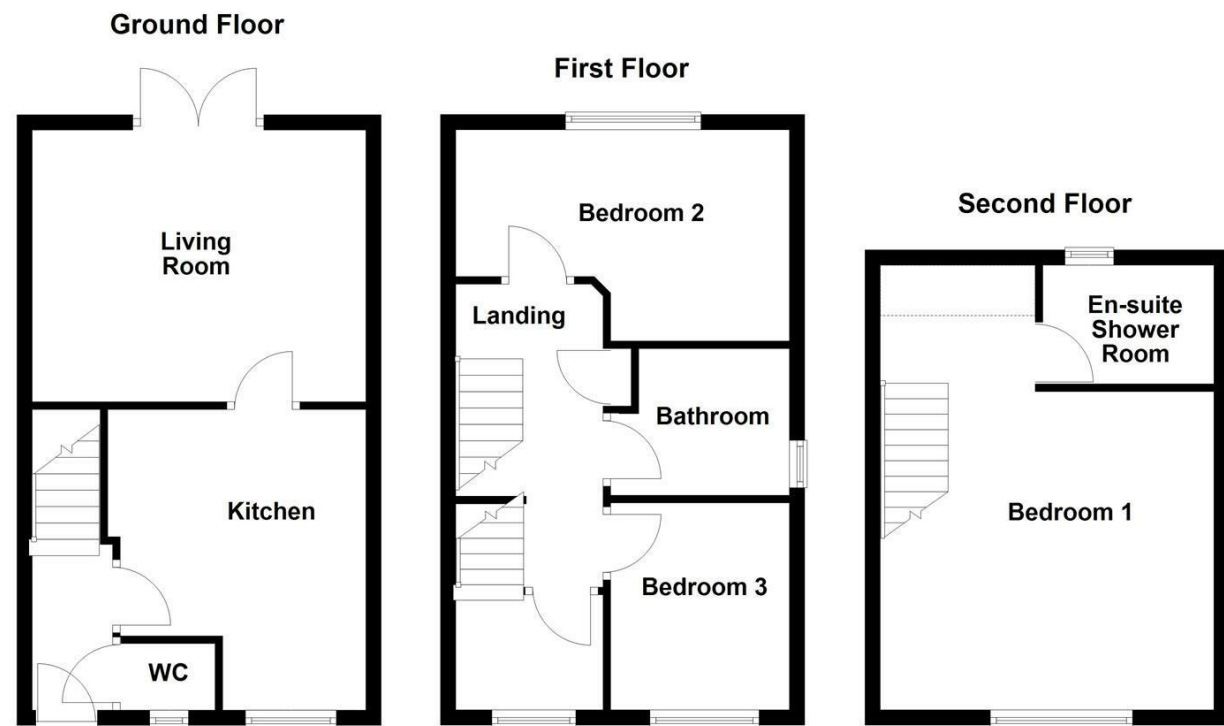 Ground Floor
Living
Room
Kitchen
WC
First Floor
Bedroom 2
Landing
Bathroom
Bedroom 3
Second Floor
En-suite
Shower
Room
Bedroom 1